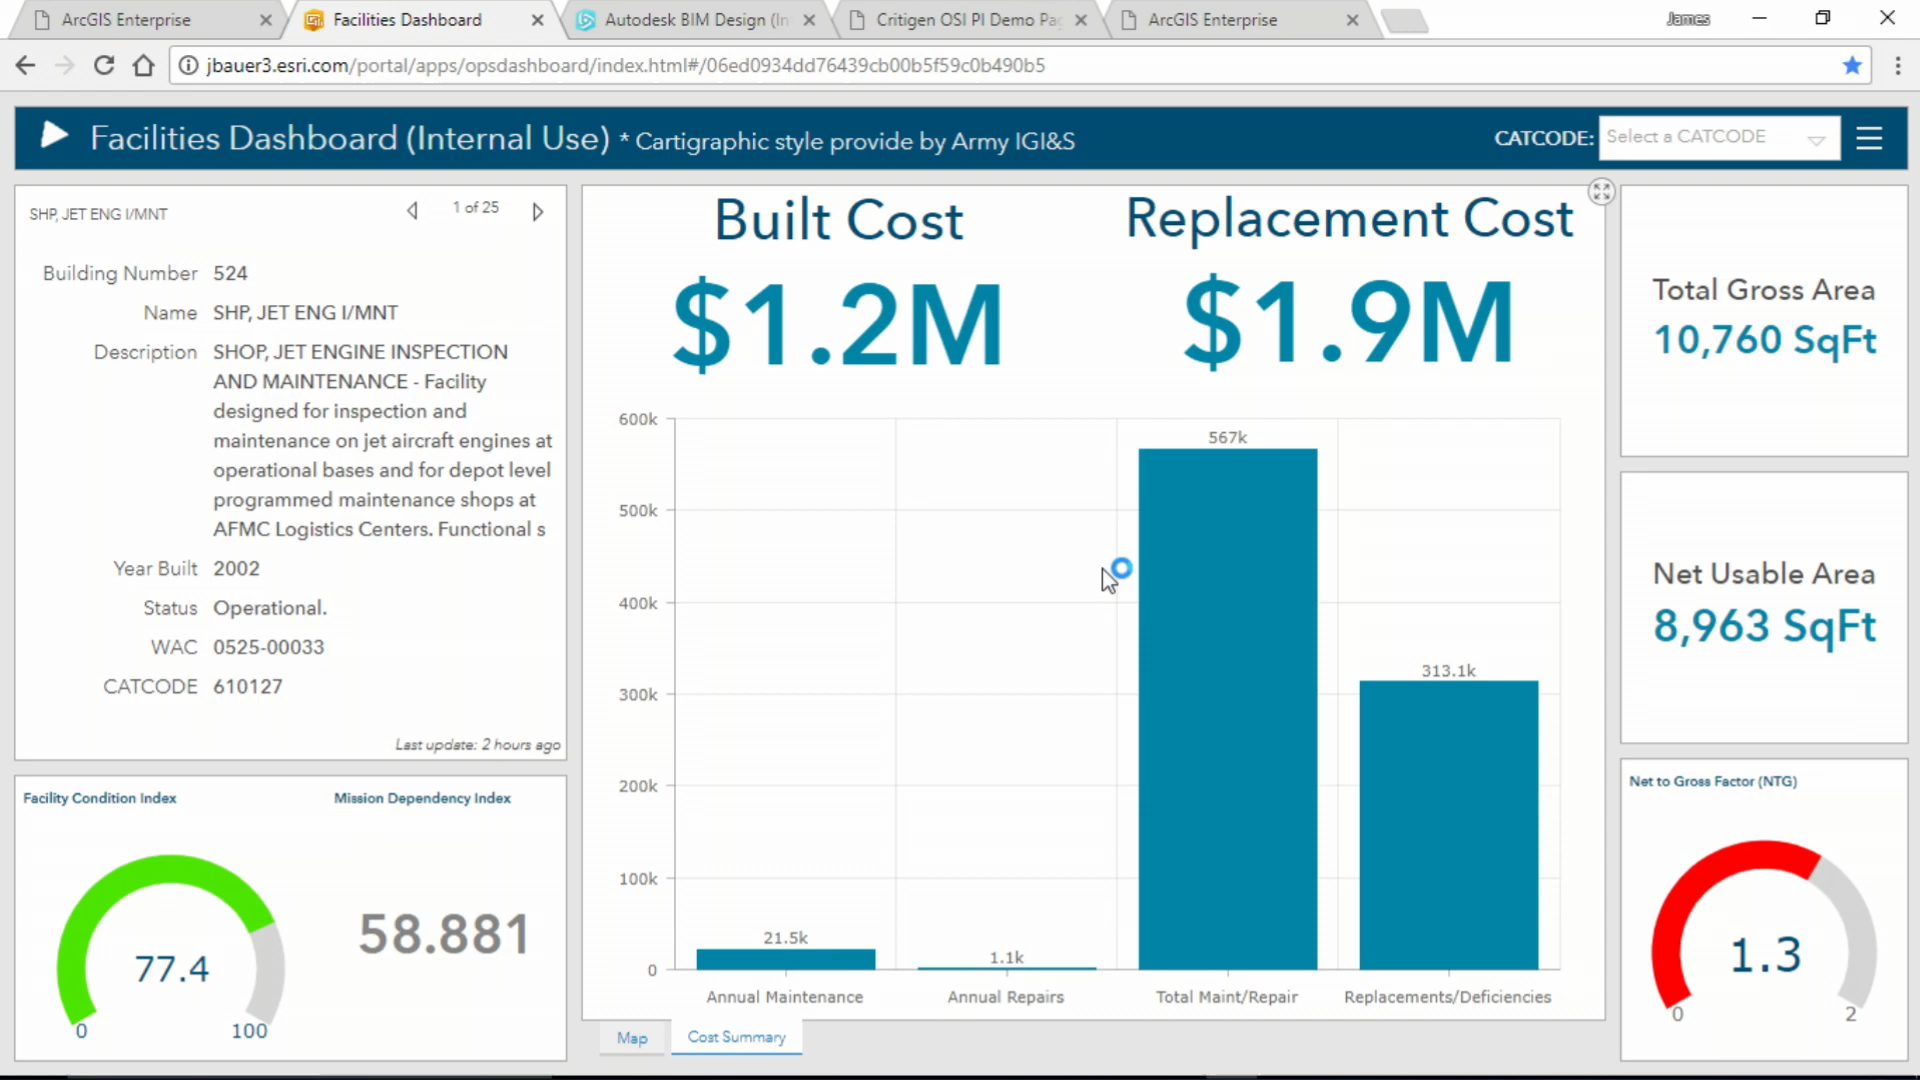 ArcGIS Enterprise
Facilities Dashboard
Autodesk BIM Design (In
Critigen OSI PI Demo Pag
ArcGIS Enterprise
James
jbauer3.esri.com/portal/apps/opsdashboard/index.html#/06ed0934dd76439cb00b5f59c0b490b5
Facilities Dashboard (Internal Use) * Cartigraphic style provide by Army IGI&S
CATCODE: Select a CATCODE
SHP, JET ENG I/MNT
1 of 25
Building Number 524
Name SHP, JET ENG I/MNT
Description SHOP, JET ENGINE INSPECTION
AND MAINTENANCE - Facility
designed for inspection and
maintenance on jet aircraft engines at
operational bases and for depot level
programmed maintenance shops at
AFMC Logistics Centers. Functional s
Year Built 2002
Status Operational.
WAC 0525-00033
CATCODE 610127
Last update: 2 hours ago
Facility Condition Index
77.4
0
100
Mission Dependency Index
58.881
Built Cost
$1.2M
Replacement Cost
$1.9M
600k
500k
400k
300k
200k
100k
0
21.5k
1.1k
567k
313.1k
Annual Maintenance
Annual Repairs
Total Maint/Repair
Replacements/Deficiencies
Map
Cost Summary
Total Gross Area
10,760 SqFt
Net Usable Area
8,963 SqFt
Net to Gross Factor (NTG)
1.3
0
2